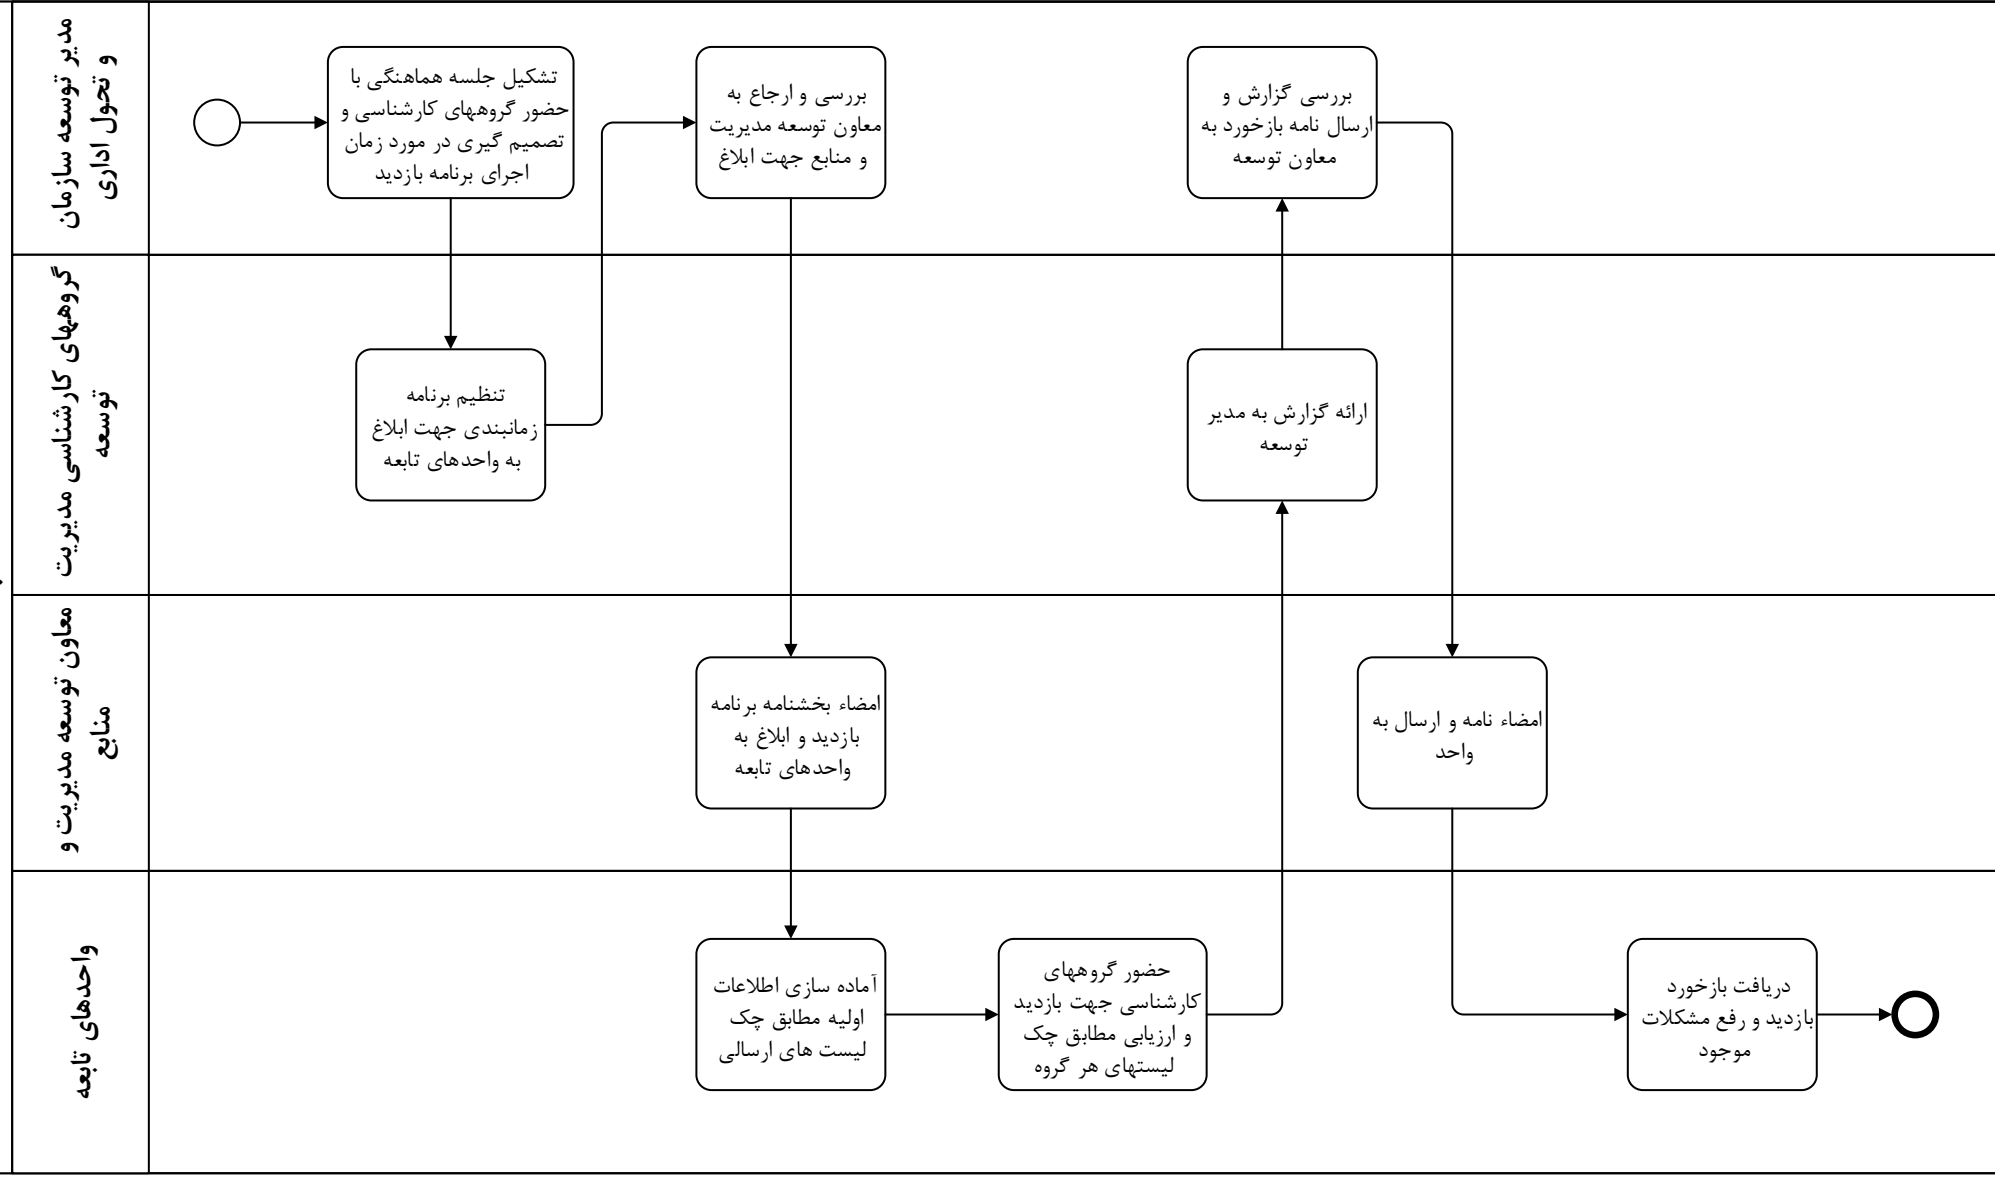 مدیر توسعه سازمان
و تحول اداری
تشکیل جلسه هماهنگی با
حضور گروههای کارشناسی و
تصمیم گیری در مورد زمان
اجرای برنامه بازدید
بررسی و ارجاع به
معاون توسعه مدیریت
و منابع جهت ابلاغ
بررسی گزارش و
ارسال نامه بازخورد به
معاون توسعه
گروههای کارشناسی مدیریت
توسعه
تنظیم برنامه
زمانبندی جهت ابلاغ
به واحدهای تابعه
ارائه گزارش به مدیر
توسعه
معاون توسعه مدیریت و
منابع
امضاء بخشنامه برنامه
بازدید و ابلاغ به
واحدهای تابعه
امضاء نامه و ارسال به
واحد
واحدهای تابعه
آماده سازی اطلاعات
اولیه مطابق چک
لیست های ارسالی
حضور گروههای
کارشناسی جهت بازدید
و ارزیابی مطابق چک
لیستهای هر گروه
دریافت بازخورد
بازدید و رفع مشکلات
موجود